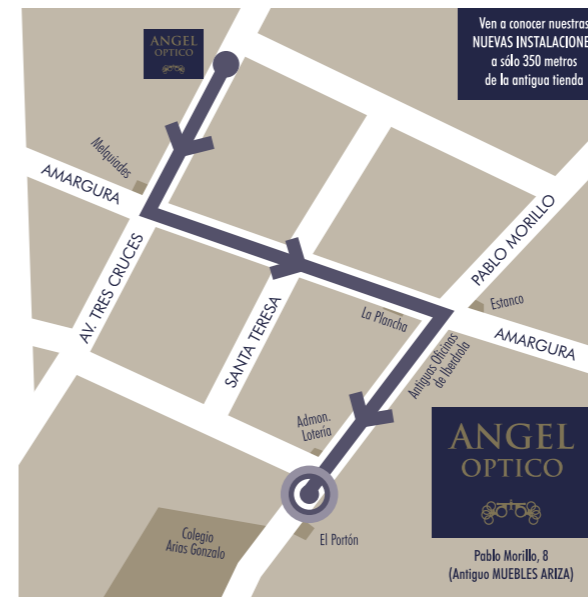 ANGEL
OPTICO
Ven a conocer nuestras
NUEVAS INSTALACIONE
a sólo 350 metros
de la antigua tienda
Melquiades
AMARGURA
AV. TRES CRUCES
SANTA TERESA
PABLO MORILLO
Estanco
La Plancha
AMARGURA
Antiguas Oficinas
de Iberdrola
Admon.
Lotería
ANGEL
OPTICO
El Portón
Colegio
Arias Gonzalo
Pablo Morillo, 8
(Antiguo MUEBLES ARIZA)